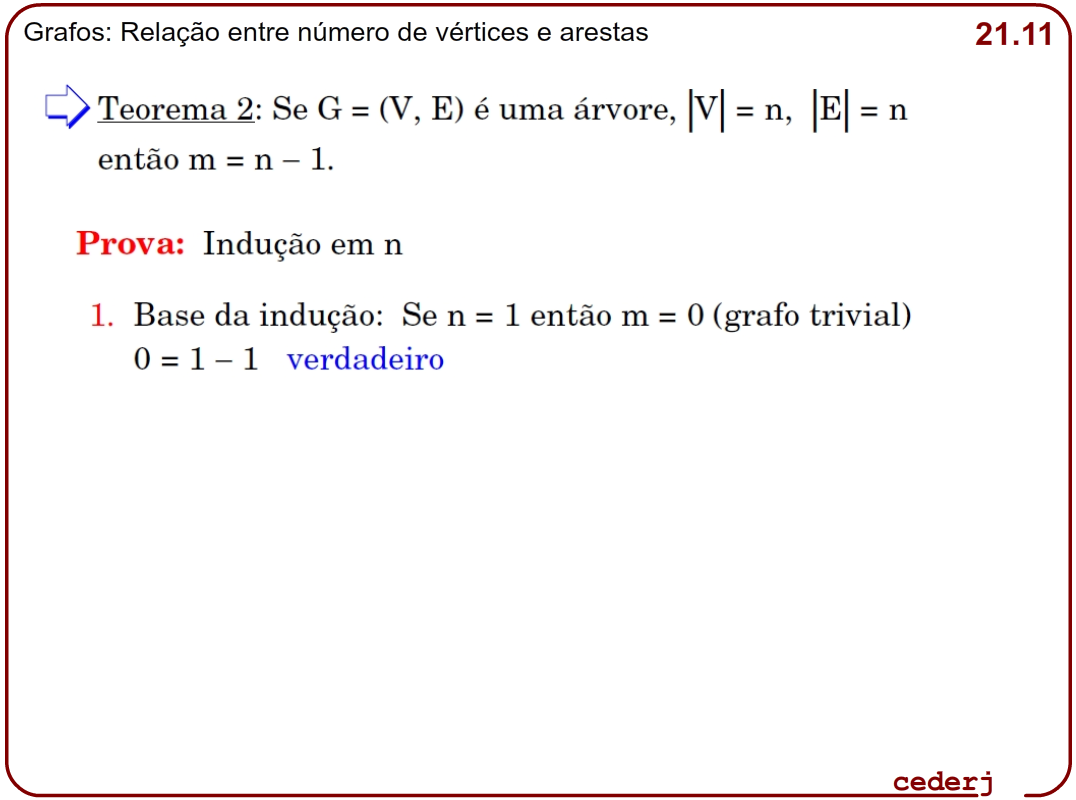 Grafos: Relação entre número de vértices e arestas
21.11
Teorema 2: Se G = (V, E) é uma árvore, |V| = n, |E| = n
então m = n – 1.
Prova: Indução em n
1. Base da indução: Se n = 1 então m = 0 (grafo trivial)
0 = 1 – 1 verdadeiro
cederj